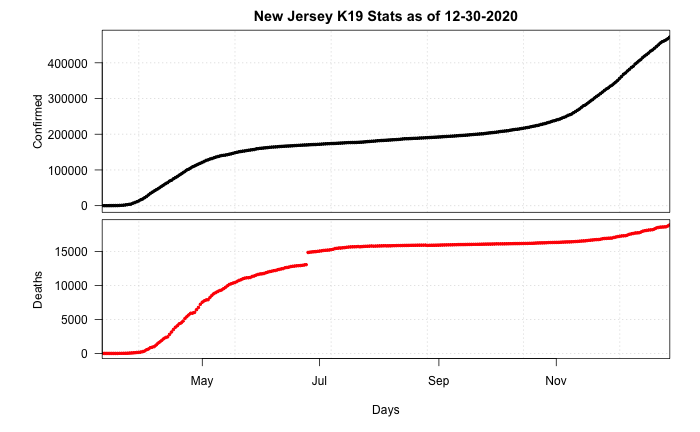 New Jersey K19 Stats as of 12-30-2020
Confirmed
400000
300000
200000
100000
0
Deaths
15000
10000
5000
0
May Jul Sep Nov
Days